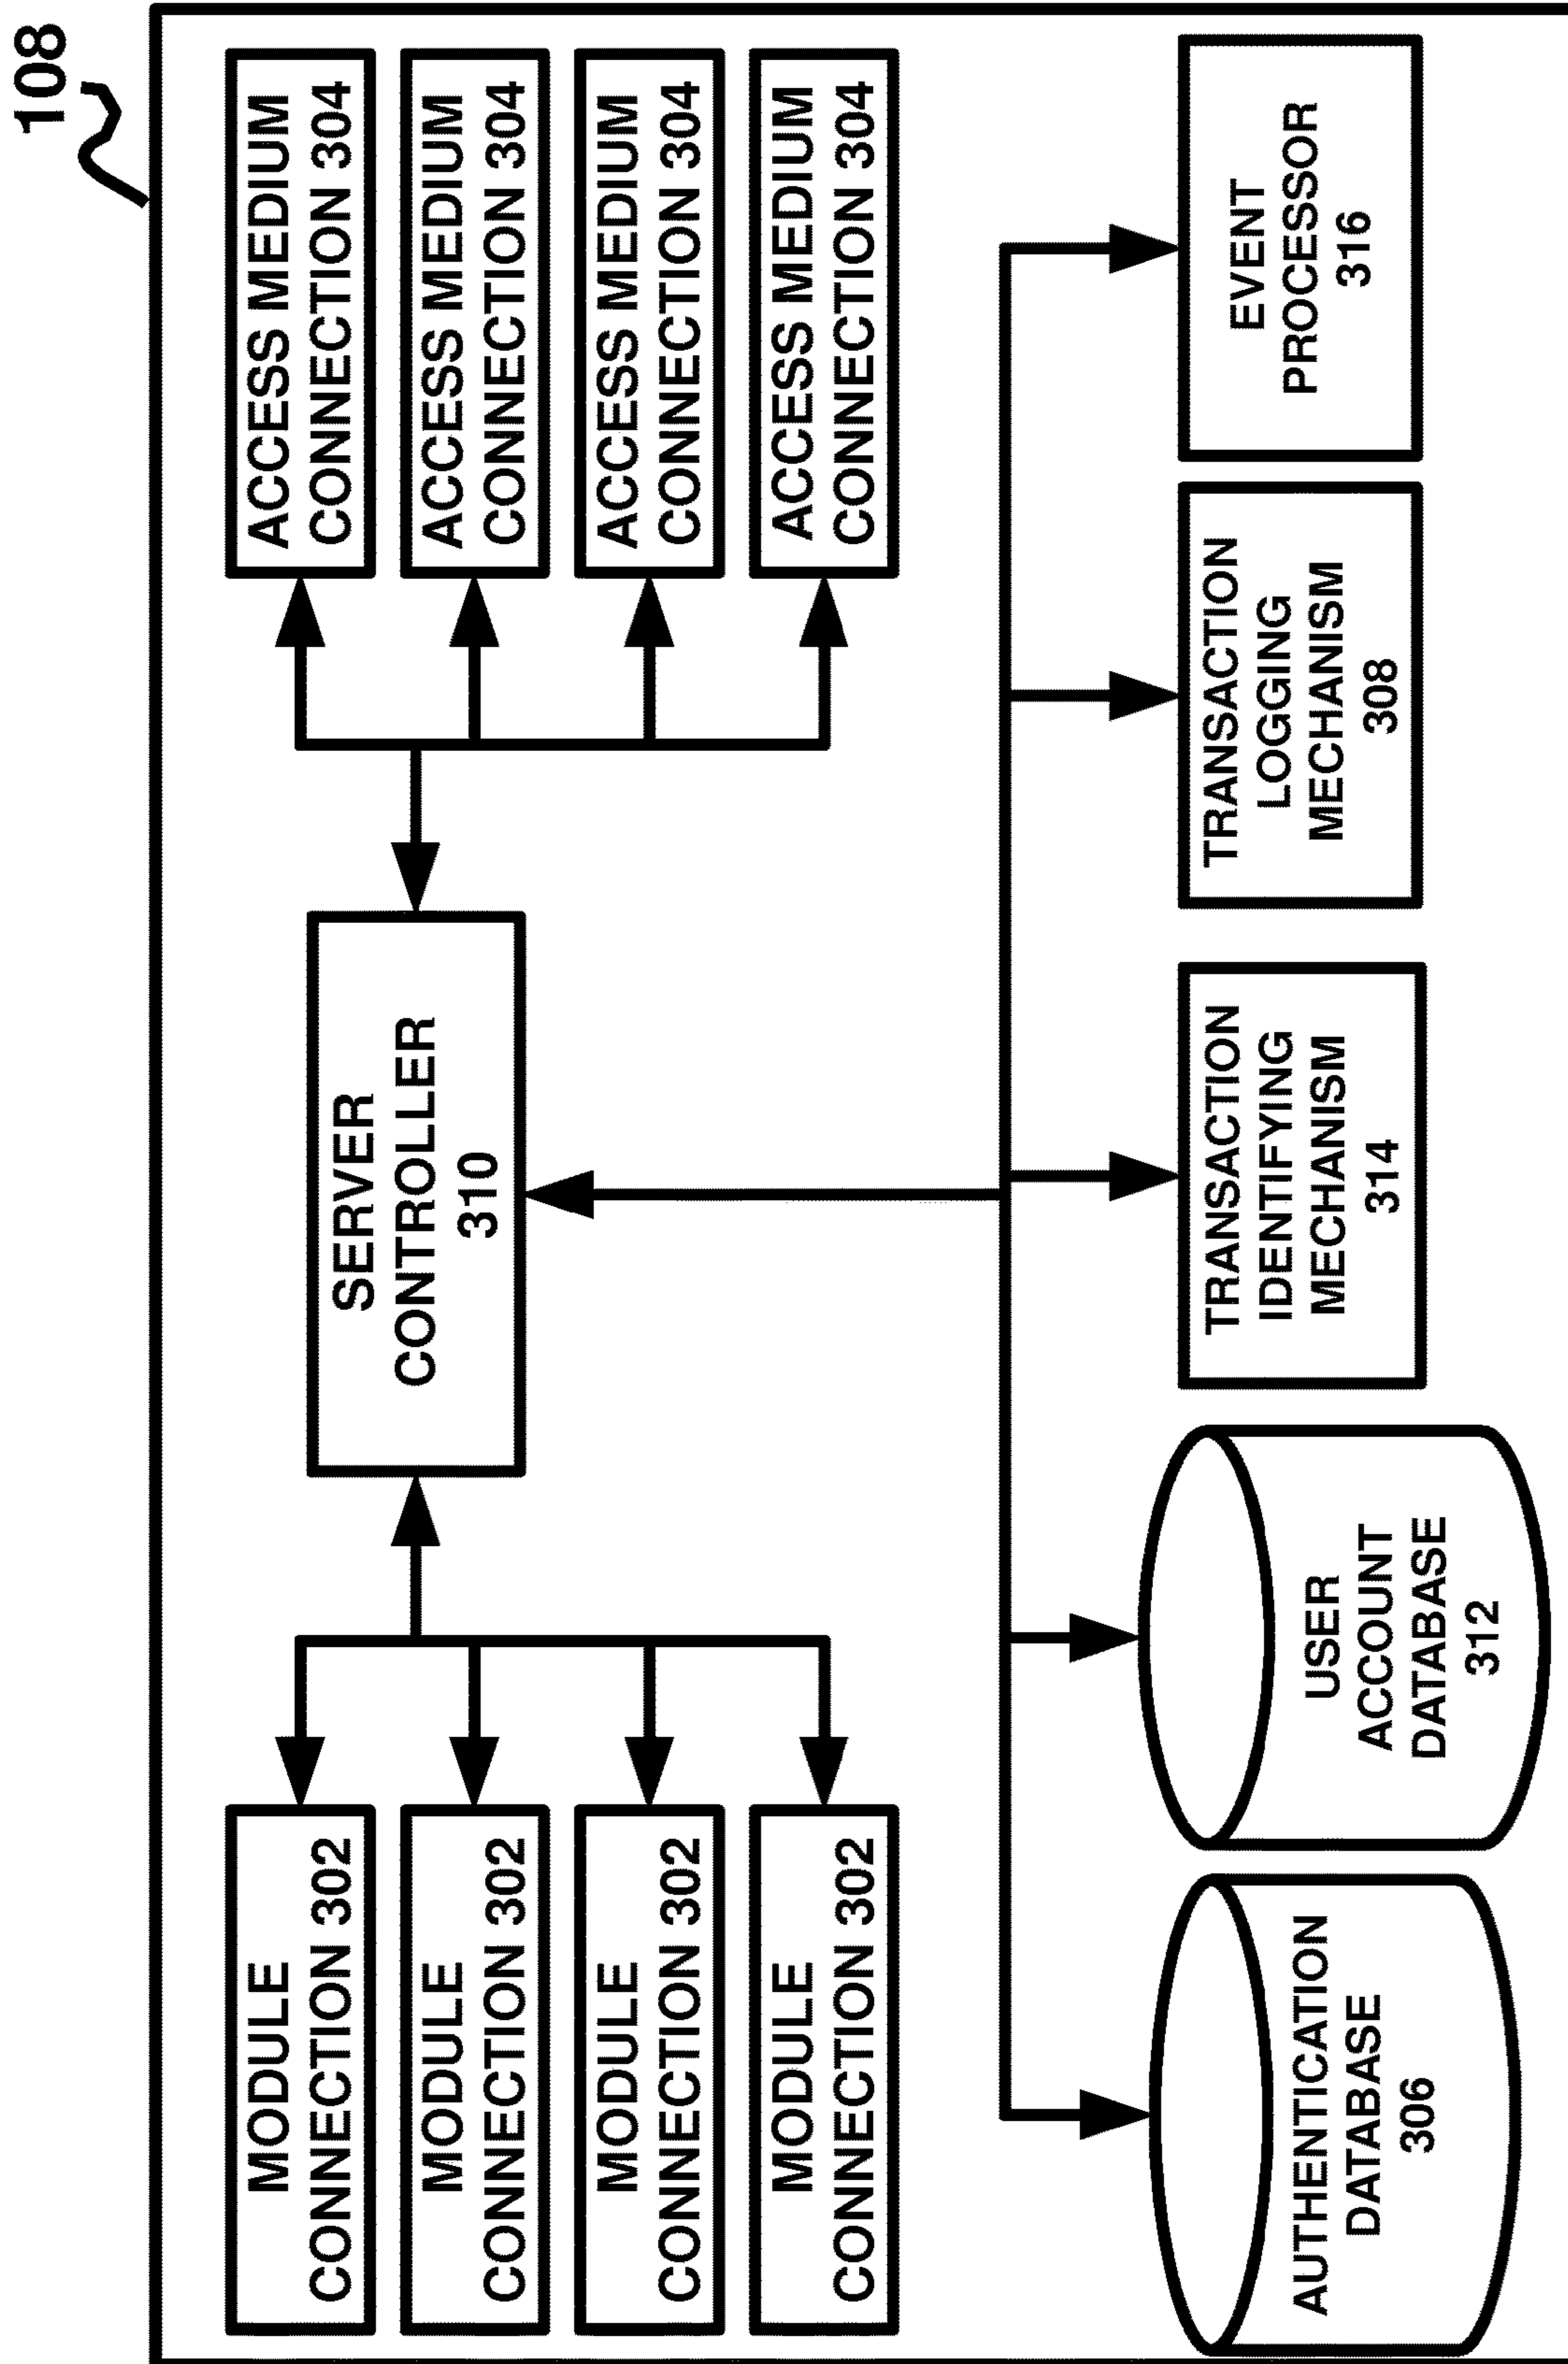 108
MODULE
CONNECTION 302
MODULE
CONNECTION 302
MODULE
CONNECTION 302
MODULE
CONNECTION 302
SERVER
CONTROLLER
310
ACCESS MEDIUM
CONNECTION 304
ACCESS MEDIUM
CONNECTION 304
ACCESS MEDIUM
CONNECTION 304
ACCESS MEDIUM
CONNECTION 304
AUTHENTICATION
DATABASE
306
USER
ACCOUNT
DATABASE
312
TRANSACTION
IDENTIFYING
MECHANISM
314
TRANSACTION
LOGGING
MECHANISM
308
EVENT
PROCESSOR
316